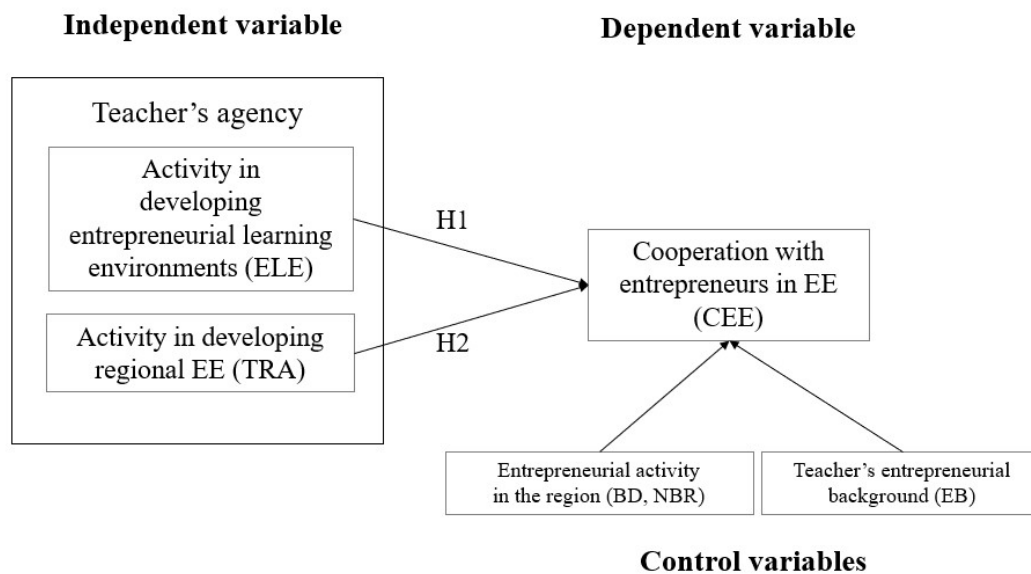 Independent variable
Dependent variable
Teacher’s agency
Activity in
developing
entrepreneurial learning
environments (ELE)
H1
Cooperation with
entrepreneurs in EE
(CEE)
Activity in developing
regional EE (TRA)
H2
Entrepreneurial activity
in the region (BD, NBR)
Teacher’s entrepreneurial
background (EB)
Control variables